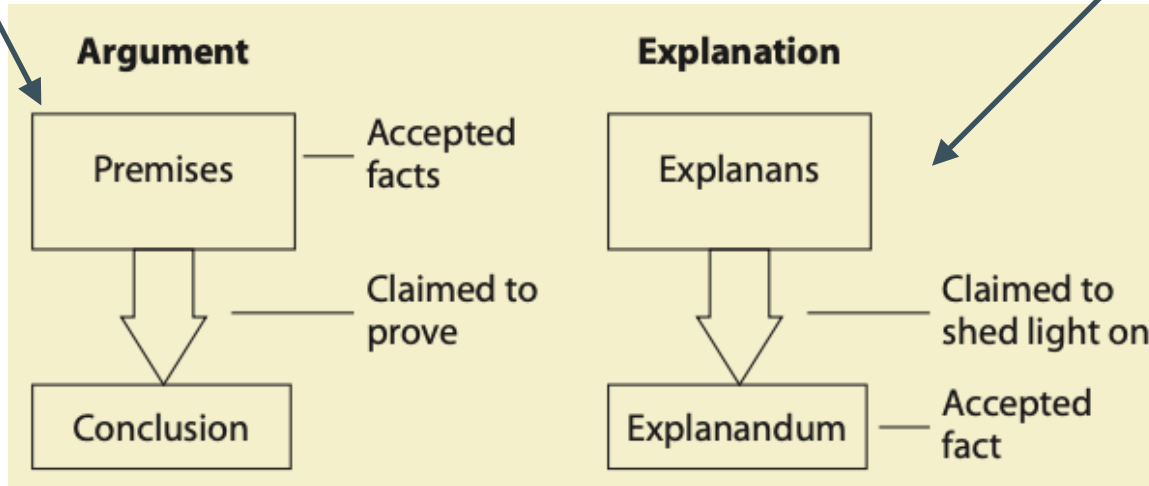 Argument
Premises
Accepted
facts
Claimed to
prove
Conclusion
Explanation
Explanans
Claimed to
shed light on
Explanandum
Accepted
fact